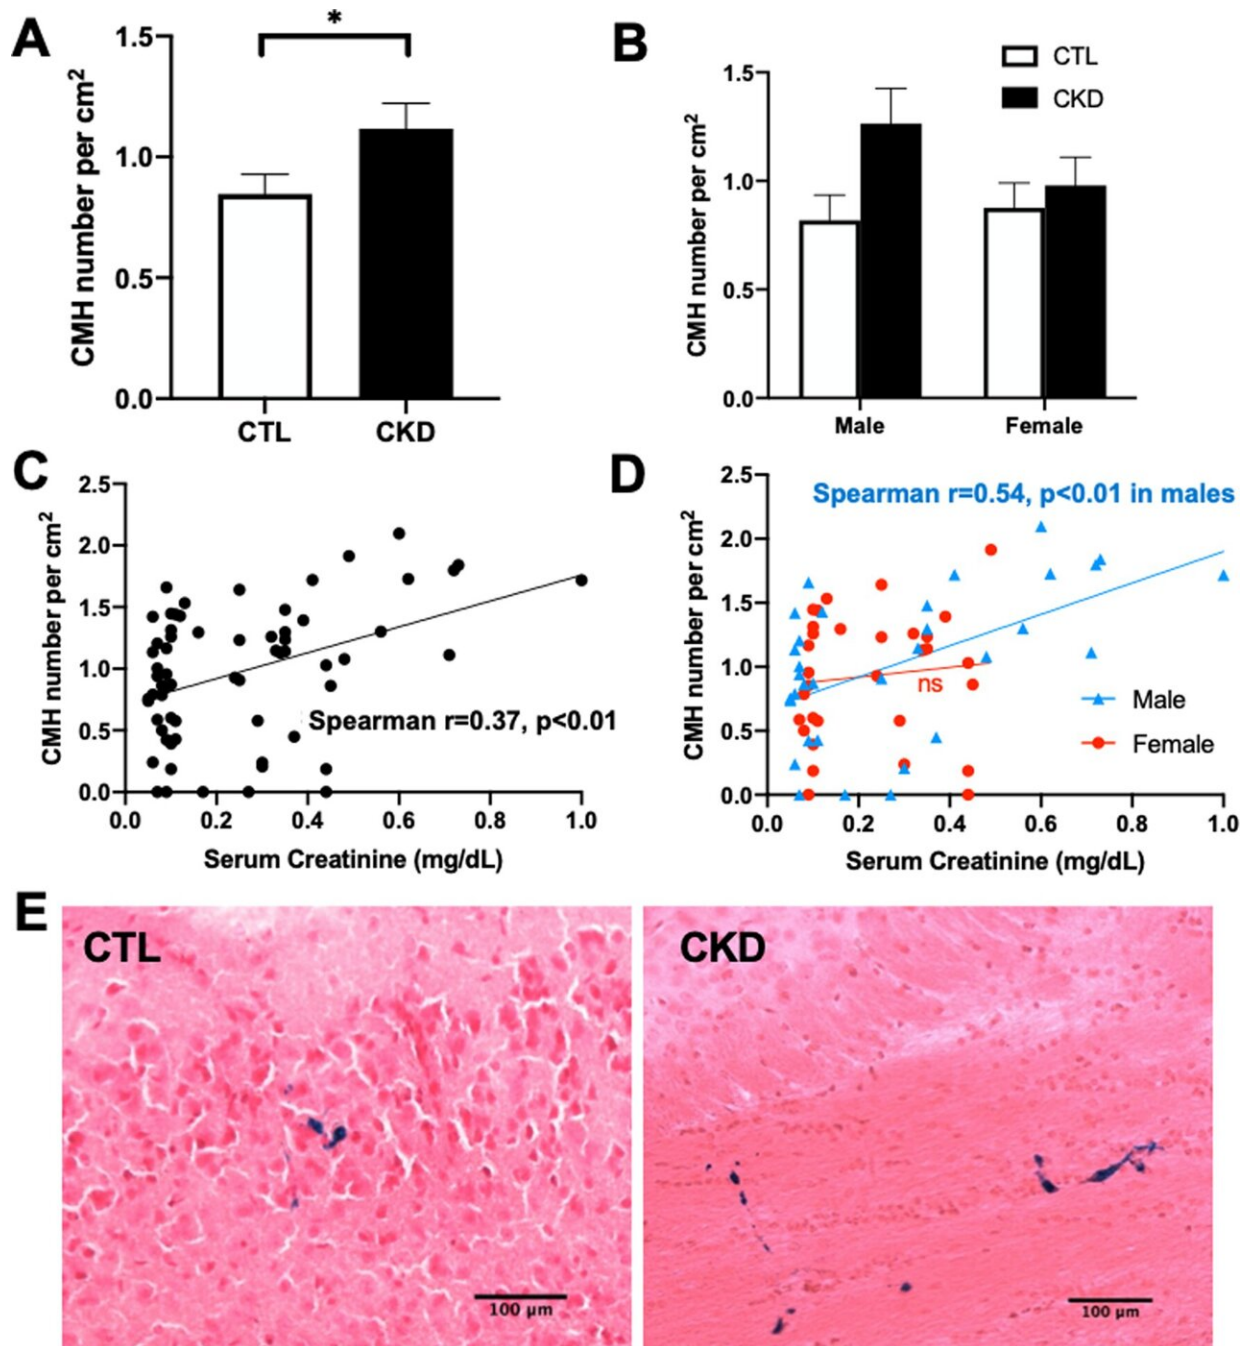 A
*
CMH number per cm2
1.5
1.0
0.5
0.0
CTL
CKD
B
CTL
CKD
CMH number per cm2
1.5
1.0
0.5
0.0
Male
Female
C
CMH number per cm2
2.5
2.0
1.5
1.0
0.5
0.0
Spearman r=0.37, p<0.01
0.0 0.2 0.4 0.6 0.8 1.0
Serum Creatinine (mg/dL)
D
CMH number per cm2
2.5
2.0
1.5
1.0
0.5
0.0
Spearman r=0.54, p<0.01 in males
ns
Male
Female
0.0 0.2 0.4 0.6 0.8 1.0
Serum Creatinine (mg/dL)
E
CTL
100 µm
CKD
100 µm